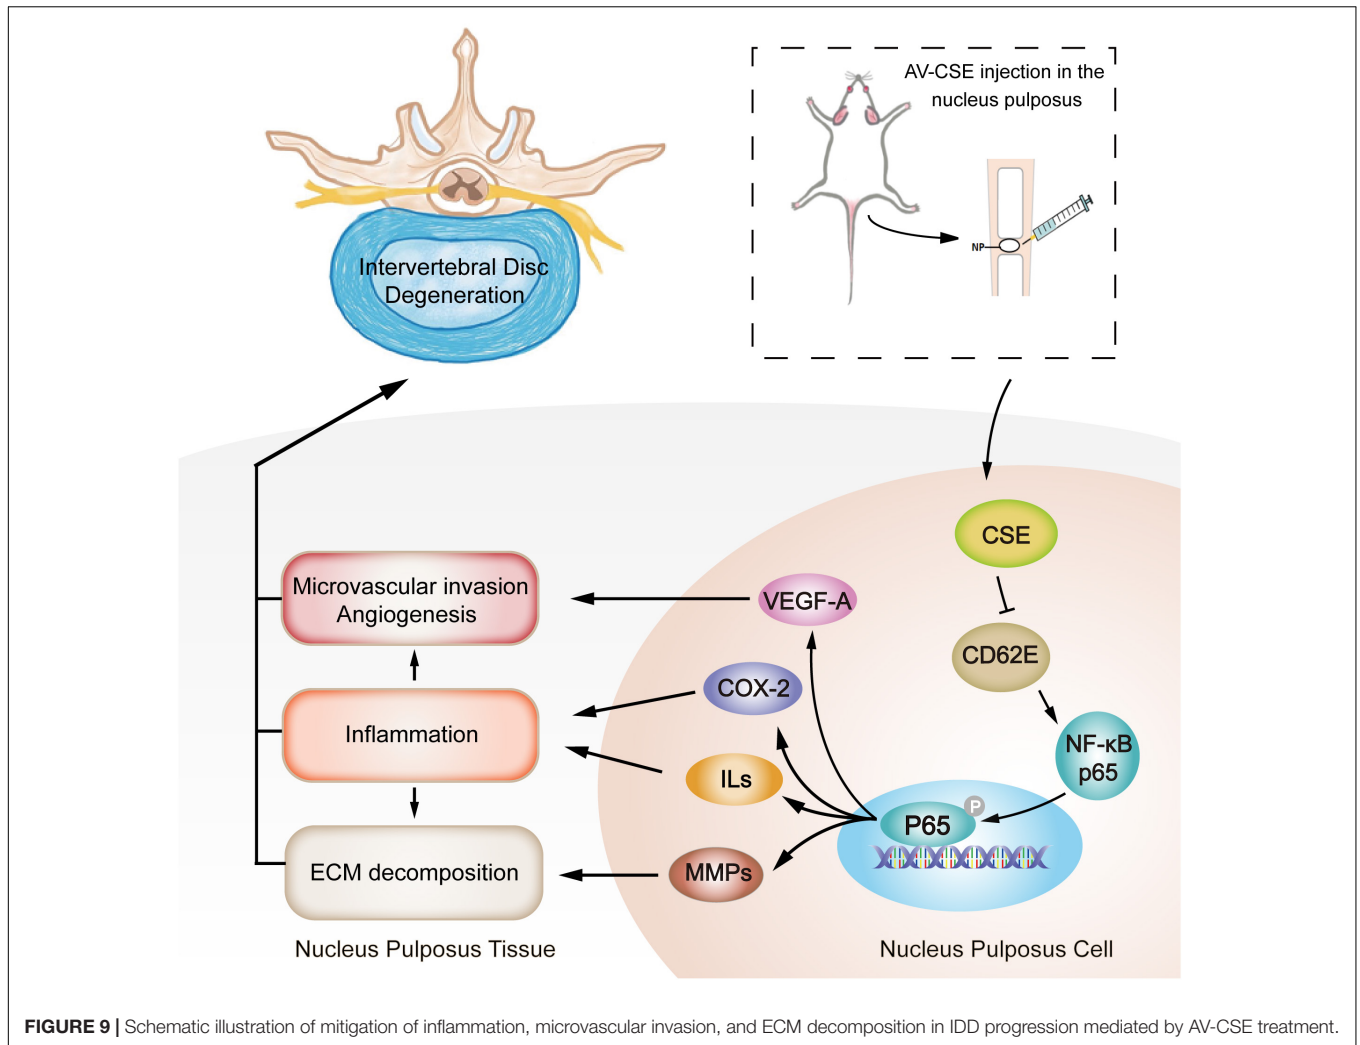 AV-CSE injection in the
nucleus pulposus
NP
Intervertebral Disc
Degeneration
CSE
CD62E
NF-κB
p65
P
P65
VEGF-A
COX-2
ILs
MMPs
Microvascular invasion
Angiogenesis
Inflammation
ECM decomposition
Nucleus Pulposus Tissue
Nucleus Pulposus Cell
FIGURE 9 | Schematic illustration of mitigation of inflammation, microvascular invasion, and ECM decomposition in IDD progression mediated by AV-CSE treatment.